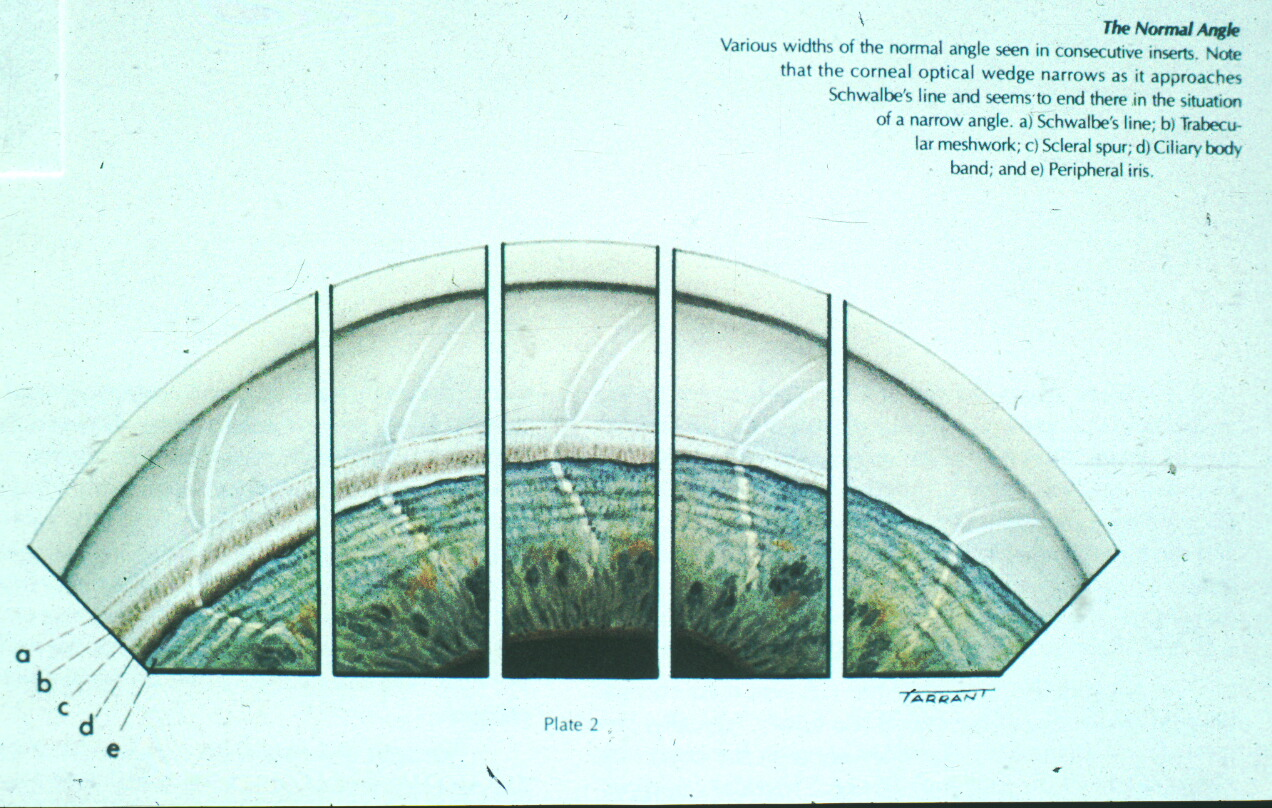 The Normal Angle
Various widths of the normal angle seen in consecutive inserts. Note
that the corneal optical wedge narrows as it approaches
Schwalbe's line and seems to end there in the situation
of a narrow angle. a) Schwalbe's line; b) Trabecu-
lar meshwork; c) Scleral spur; d) Ciliary body
band; and e) Peripheral iris.
a
b
c
d
e
TARRANT
Plate 2